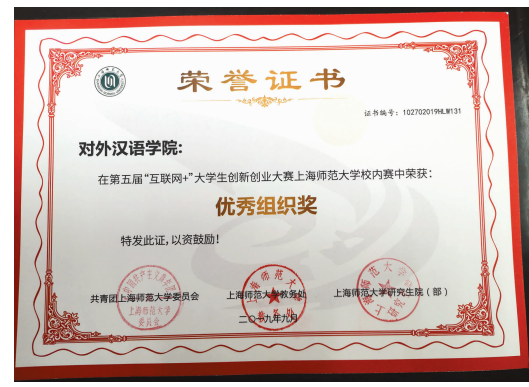 荣誉证书
证书编号：102702019HLW131
对外汉语学院：
在第五届“互联网+”大学生创新创业大赛上海师范大学校内赛中荣获：
优秀组织奖
特发此证，以资鼓励！
共青团上海师范大学委员会 上海师范大学教务处 上海师范大学研究生院（部）
二〇一九年九月